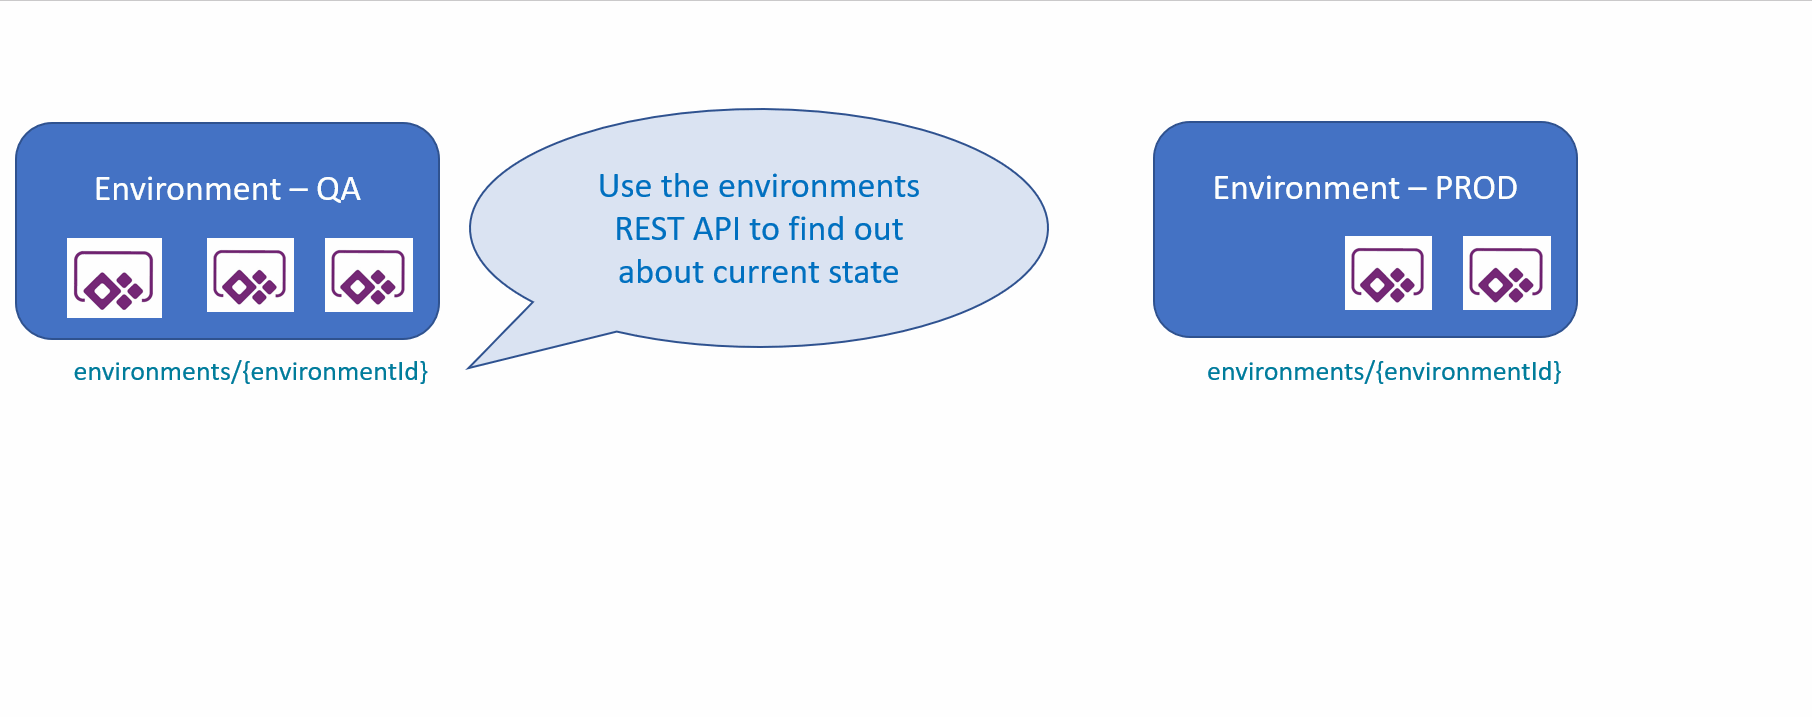 Environment – QA
Use the environments
REST API to find out
about current state
Environment – PROD
environments/{environmentId}
environments/{environmentId}